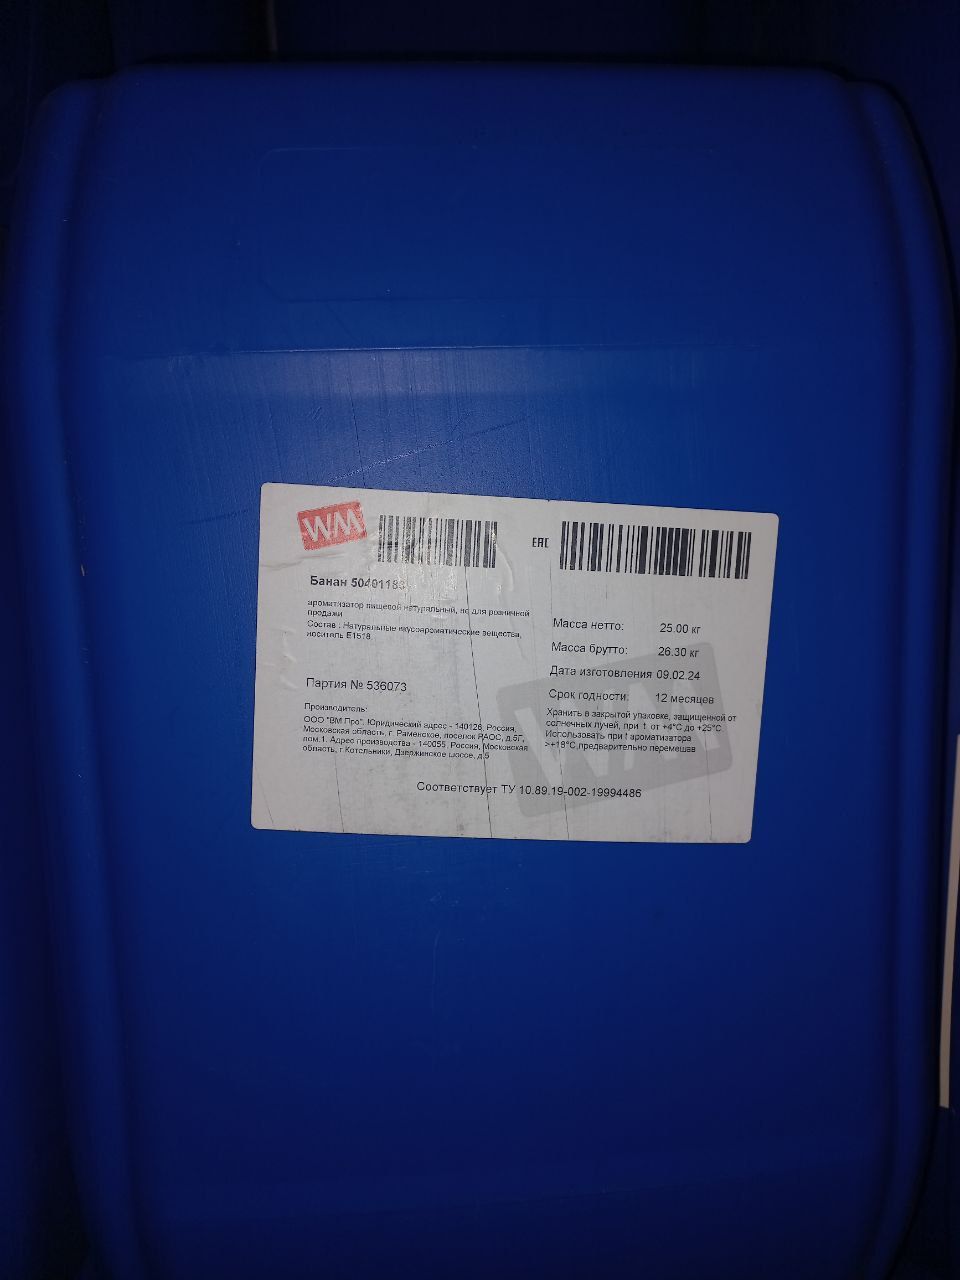 WM
EAC
Банан 50401183
ароматизатор пищевой натуральный, не для розничной
продажи
Состав : Натуральные вкусоароматические вещества,
носитель Е1518
Партия № 536073
Производитель:
ООО "ВМ Про". Юридический адрес - 140126, Россия,
Московская область, г. Раменское, поселок РАОС, д.5Г,
пом.1. Адрес производства - 140055, Россия, Московская
область, г.Котельники, Дзержинское шоссе, д.5
Масса нетто: 25.00 кг
Масса брутто: 26.30 кг
Дата изготовления 09.02.24
Срок годности: 12 месяцев
Хранить в закрытой упаковке, защищенной от
солнечных лучей, при t от +4°С до +25°С
Использовать при t ароматизатора
>+18°С,предварительно перемешав
WM
Соответствует ТУ 10.89.19-002-19994486